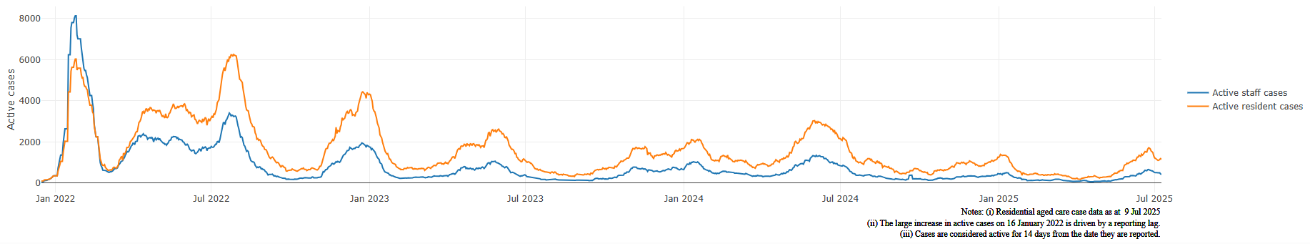 8000
6000
4000
2000
0
Active cases
Jan 2022 Jul 2022 Jan 2023 Jul 2023 Jan 2024 Jul 2024 Jan 2025 Jul 2025
Active staff cases
Active resident cases
Notes: (i) Residential aged care case data as at 9 Jul 2025
(ii) The large increase in active cases on 16 January 2022 is driven by a reporting lag.
(iii) Cases are considered active for 14 days from the date they are reported.